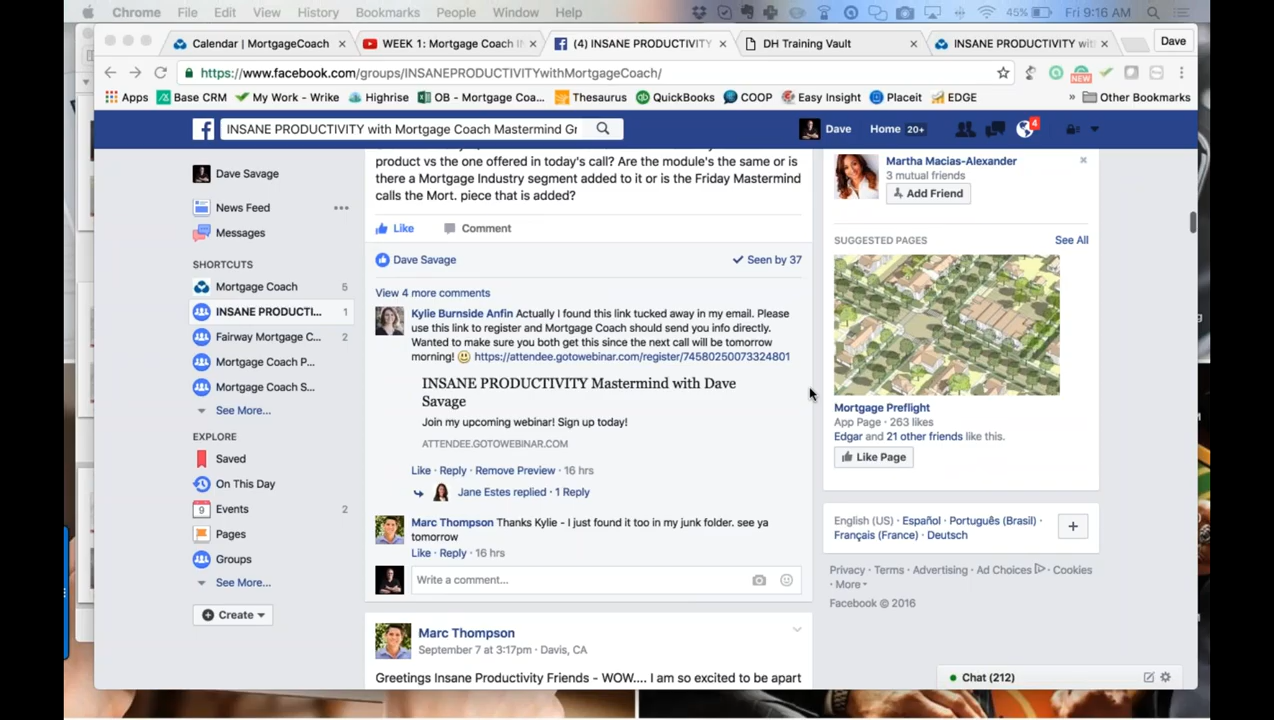 Chrome File Edit View History Bookmarks People Window Help 45% Fri 9:16 AM
Calendar | MortgageCoach
WEEK 1: Mortgage Coach I
(4) INSANE PRODUCTIVITY
DH Training Vault
INSANE PRODUCTIVITY wit
Dave
https://www.facebook.com/groups/INSANEPRODUCTIVITYwithMortgageCoach/
NEW
Apps Base CRM My Work - Wrike Highrise OB - Mortgage Coa... Thesaurus QuickBooks COOP Easy Insight Placeit EDGE » Other Bookmarks
INSANE PRODUCTIVITY with Mortgage Coach Mastermind Gr
Dave Home 20+ 4
Dave Savage
News Feed
Messages
SHORTCUTS
Mortgage Coach 5
INSANE PRODUCTI... 1
Fairway Mortgage C... 2
Mortgage Coach P...
Mortgage Coach S...
See More...
EXPLORE
Saved
On This Day
9 Events 2
Pages
Groups
See More...
Create
product vs the one offered in today's call? Are the module's the same or is
there a Mortgage Industry segment added to it or is the Friday Mastermind
calls the Mort. piece that is added?
Like Comment
Dave Savage Seen by 37
View 4 more comments
Kylie Burnside Anfin Actually I found this link tucked away in my email. Please
use this link to register and Mortgage Coach should send you info directly.
Wanted to make sure you both get this since the next call will be tomorrow
morning! https://attendee.gotowebinar.com/register/74580250073324801
INSANE PRODUCTIVITY Mastermind with Dave
Savage
Join my upcoming webinar! Sign up today!
ATTENDEE.GOTOWEBINAR.COM
Like · Reply · Remove Preview · 16 hrs
Jane Estes replied · 1 Reply
Marc Thompson Thanks Kylie - I just found it too in my junk folder. see ya
tomorrow
Like · Reply · 16 hrs
Write a comment...
Marc Thompson
September 7 at 3:17pm · Davis, CA
Greetings Insane Productivity Friends - WOW.... I am so excited to be apart
Martha Macias-Alexander
3 mutual friends
Add Friend
SUGGESTED PAGES See All
Mortgage Preflight
App Page · 263 likes
Edgar and 21 other friends like this.
Like Page
English (US) · Español · Português (Brasil) ·
Français (France) · Deutsch
Privacy · Terms · Advertising · Ad Choices · Cookies
· More
Facebook © 2016
Chat (212)